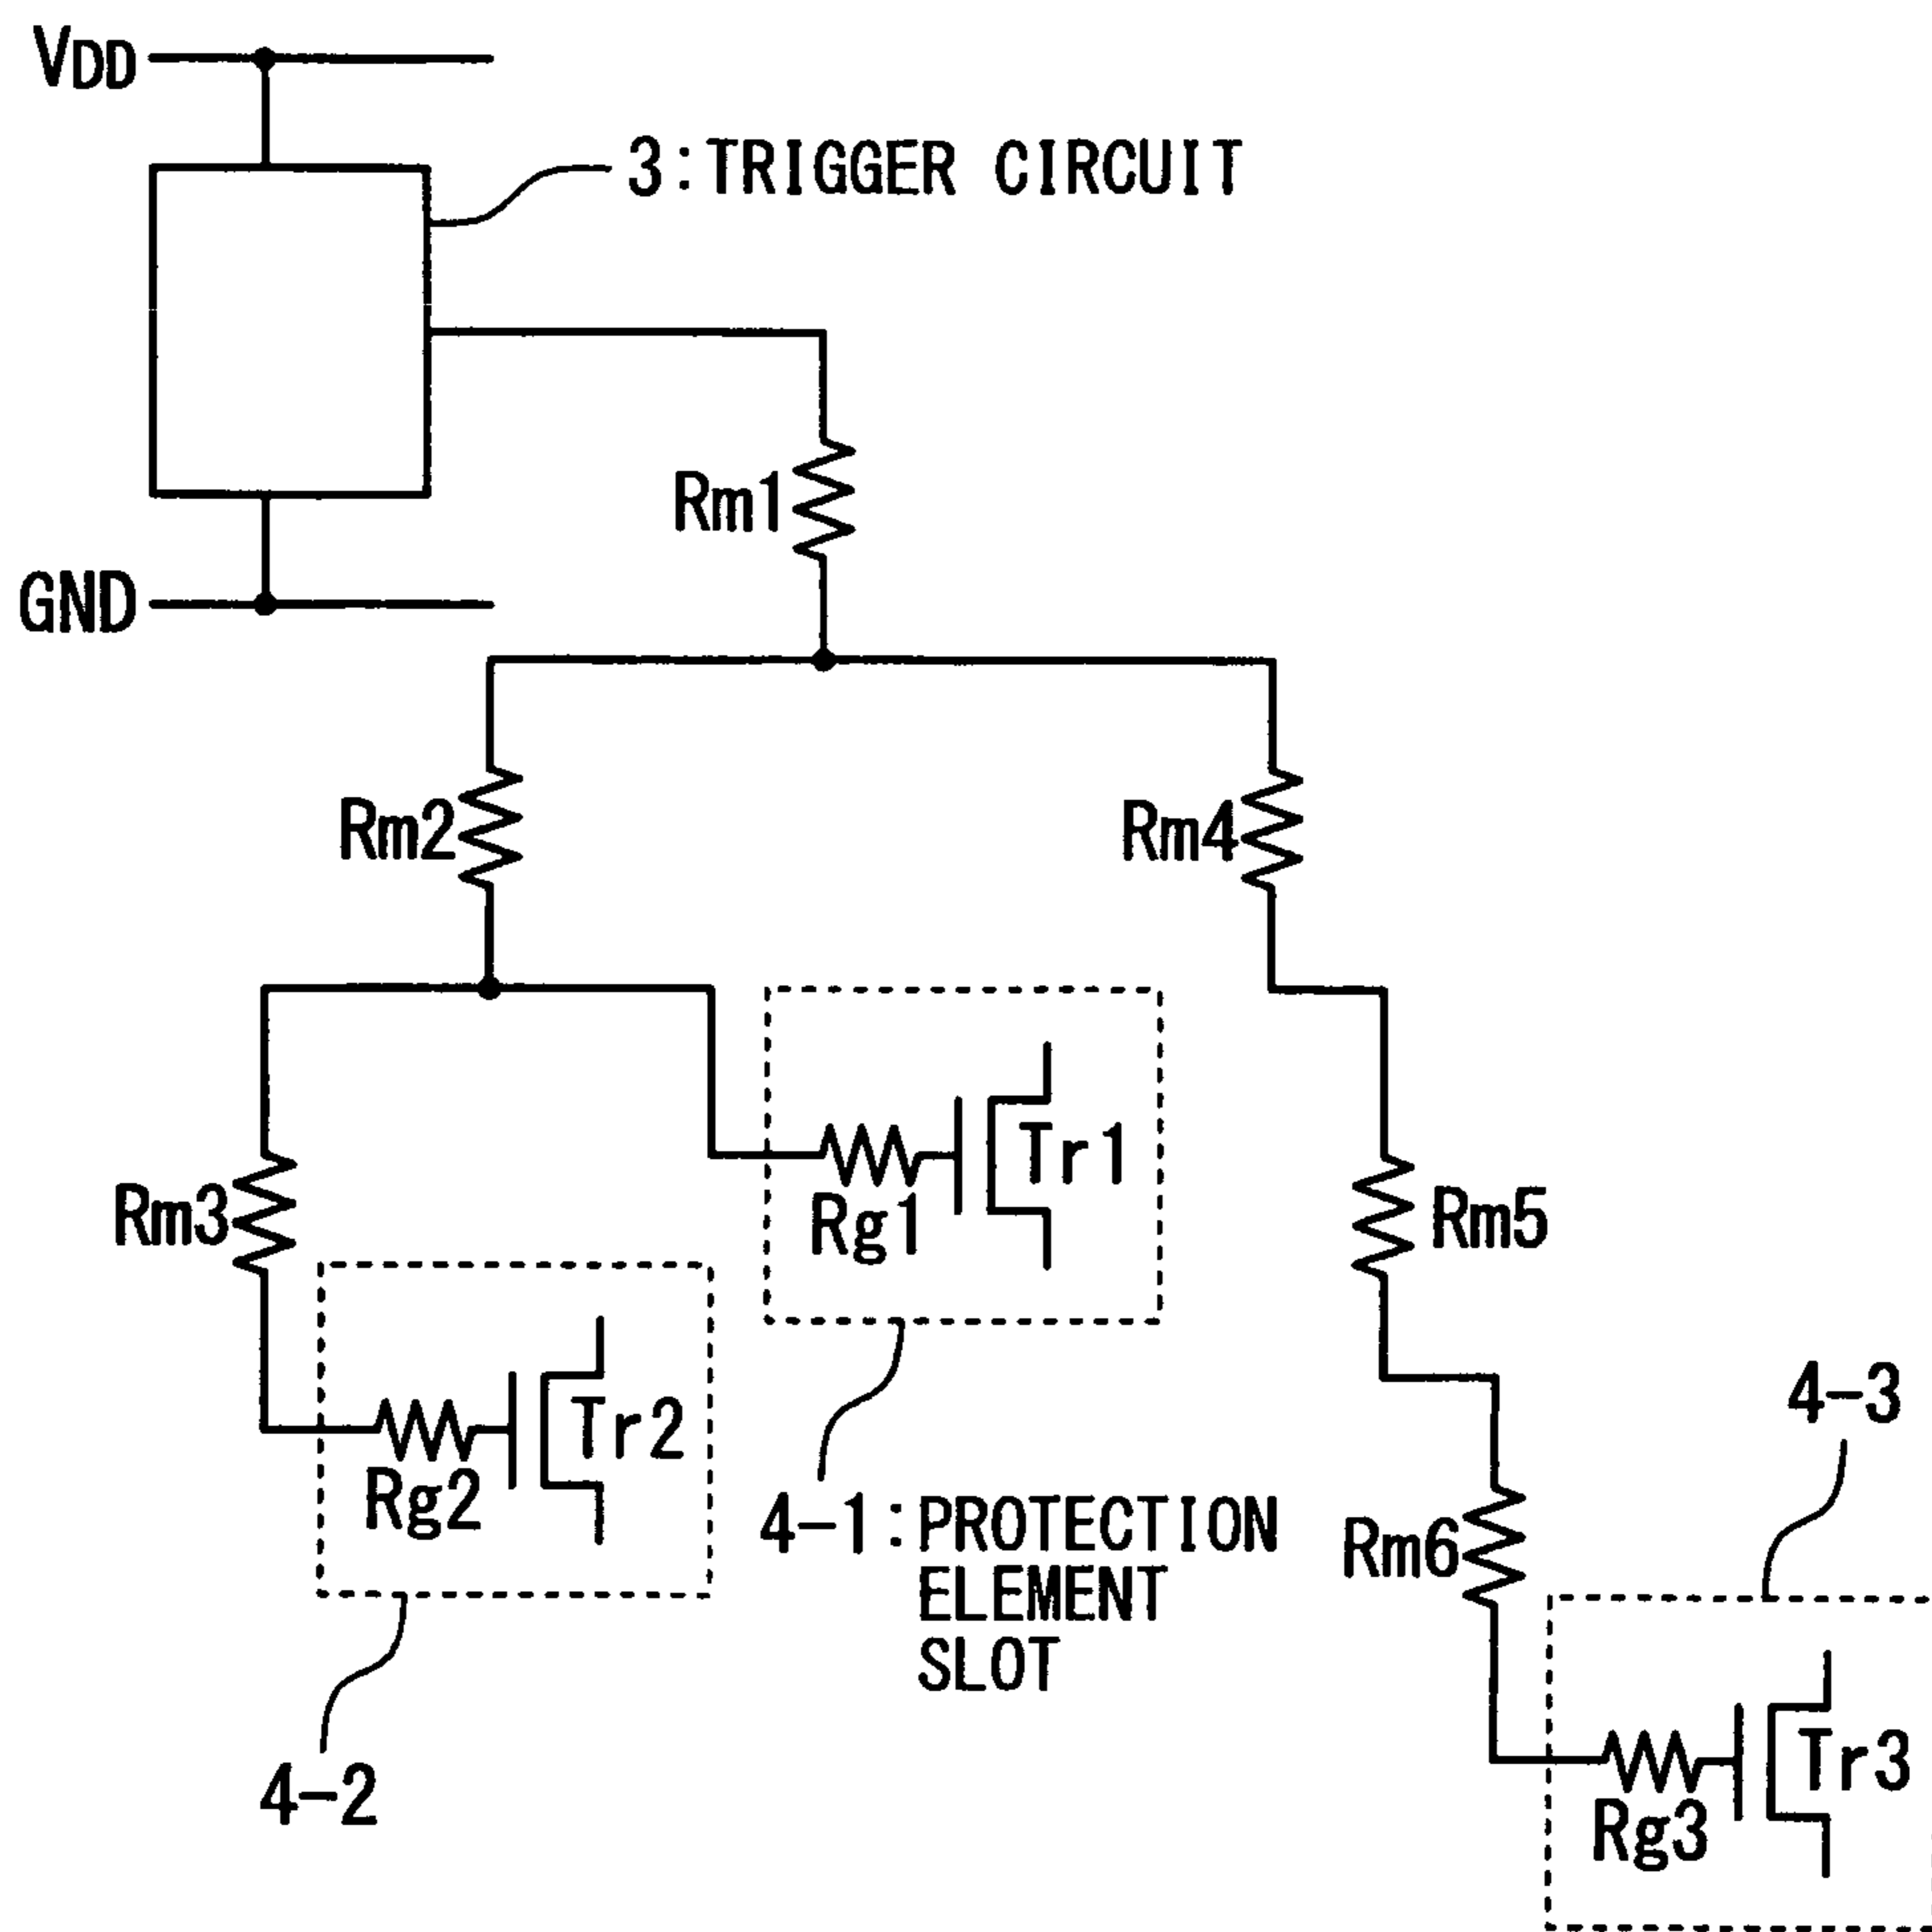 VDD
3:TRIGGER CIRCUIT
Rm1
GND
Rm2
Rm4
Tr1
Rg1
Rm3
Rm5
Tr2
Rg2
4-3
4-1:PROTECTION
ELEMENT
SLOT
Rm6
4-2
Tr3
Rg3